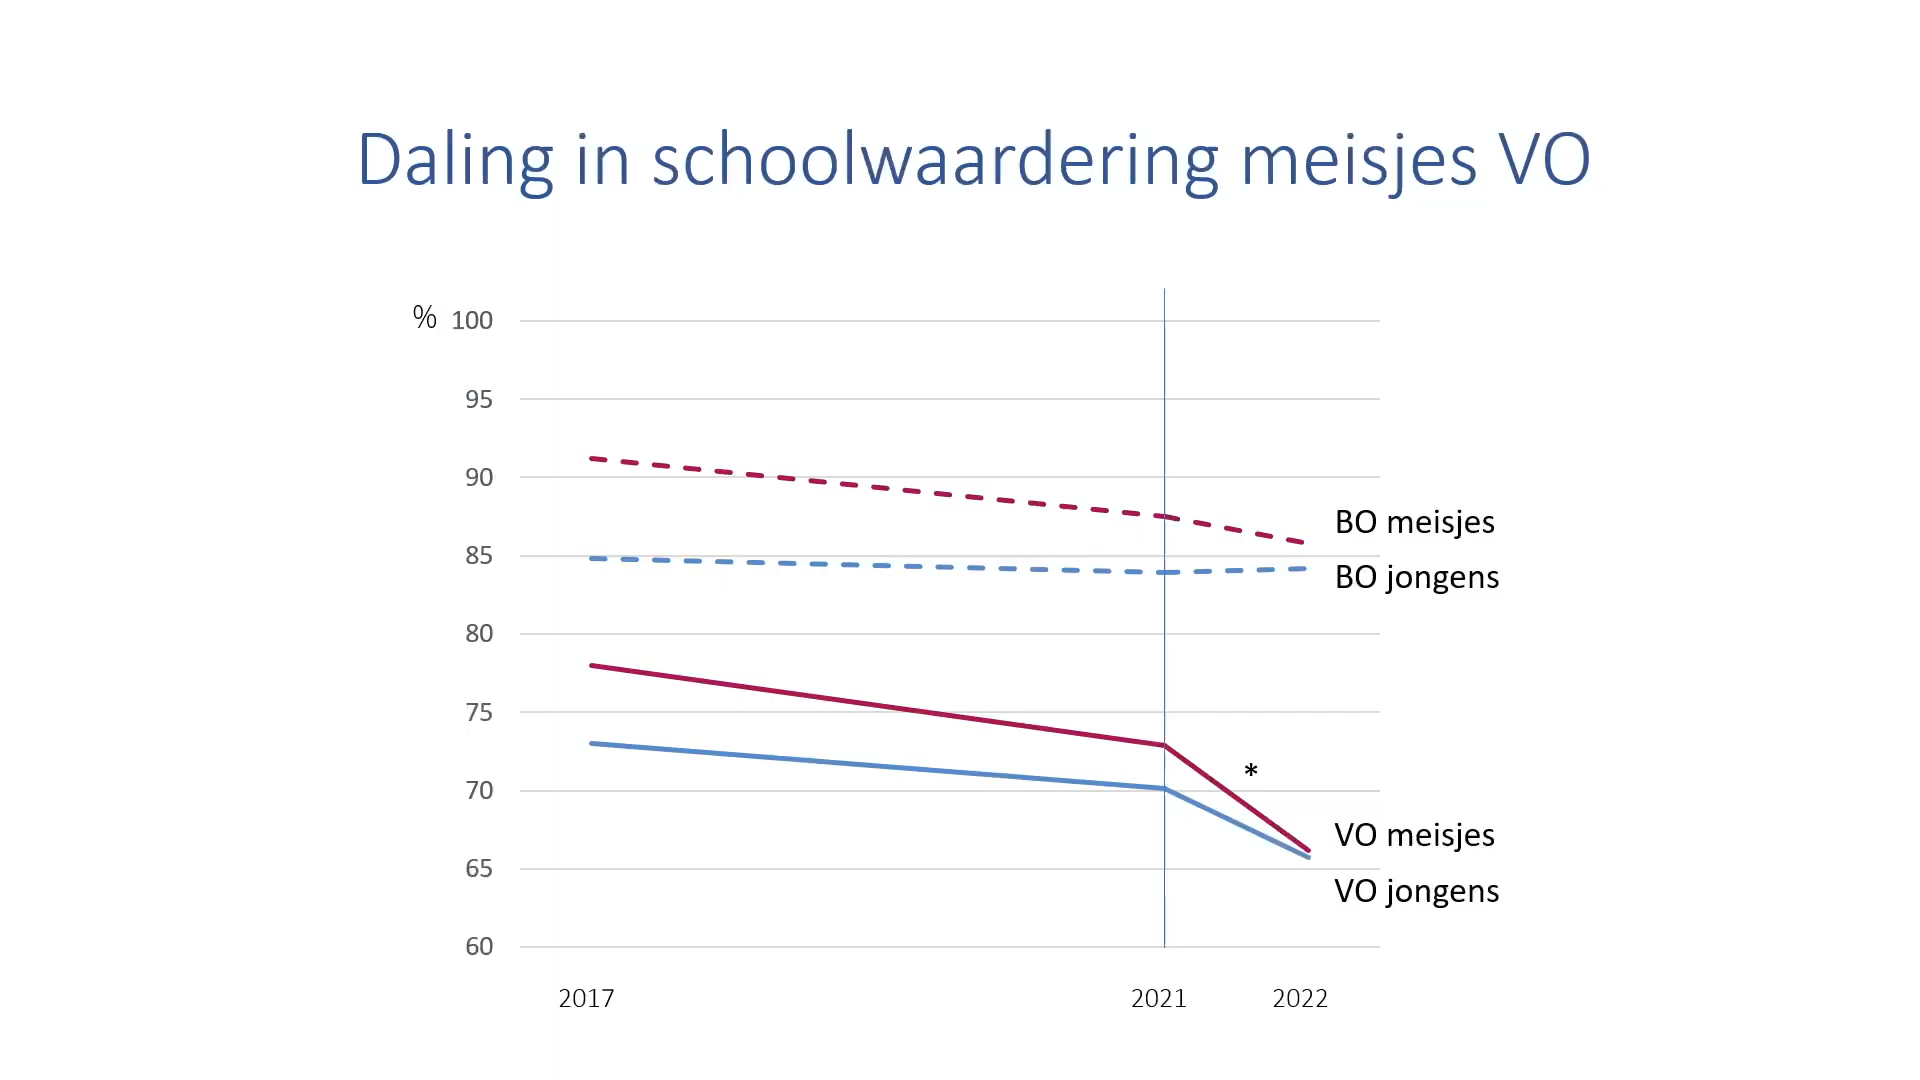 Daling in schoolwaardering meisjes VO
% 100
95
90
BO meisjes
85
BO jongens
80
75
*
70
VO meisjes
65
VO jongens
60
2017 2021 2022